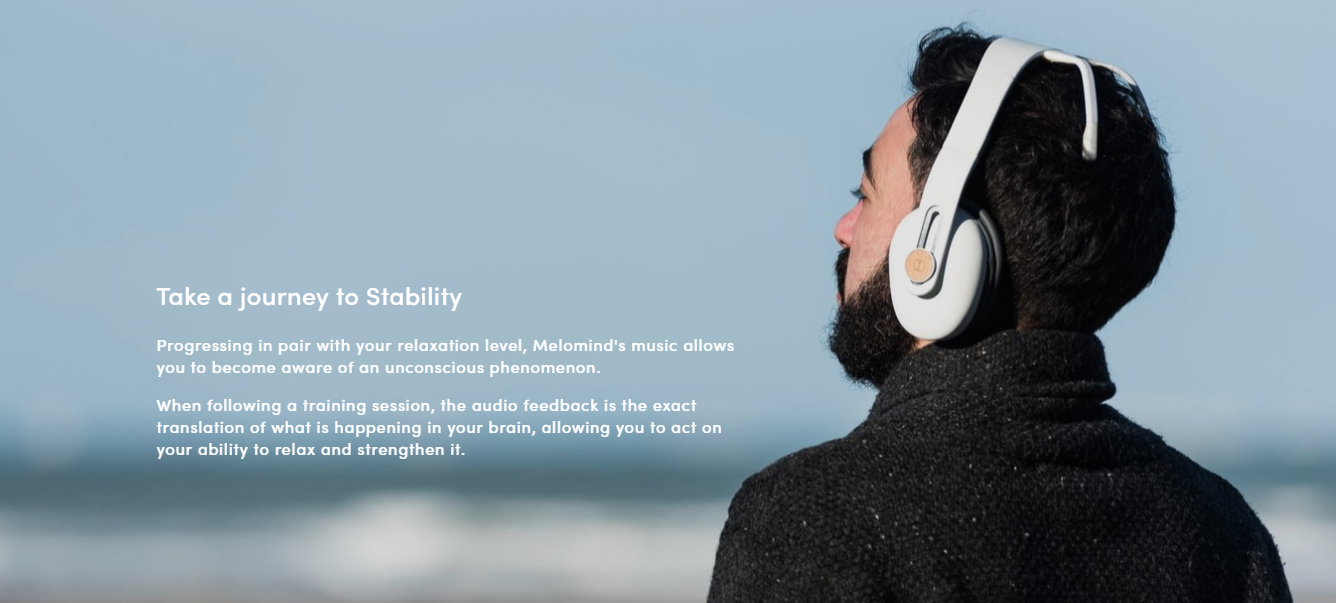 Take a journey to Stability
Progressing in pair with your relaxation level, Melomind's music allows
you to become aware of an unconscious phenomenon.
When following a training session, the audio feedback is the exact
translation of what is happening in your brain, allowing you to act on
your ability to relax and strengthen it.